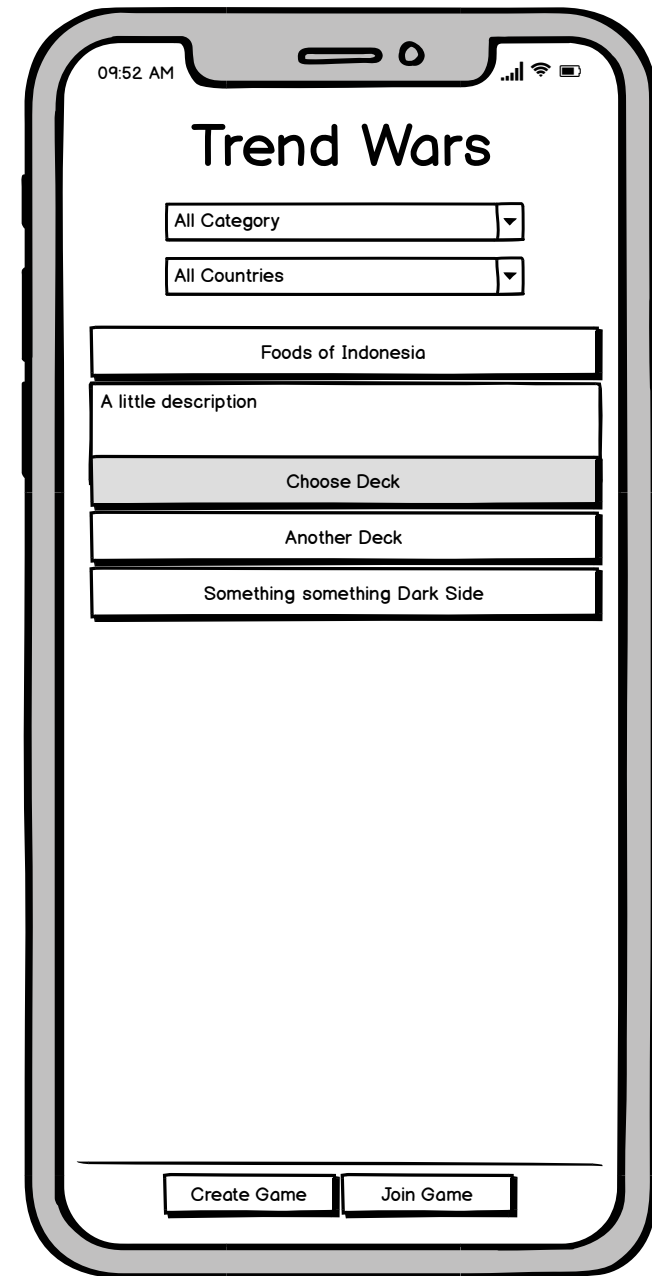 09:52 AM
Trend Wars
All Category
All Countries
Foods of Indonesia
A little description
Choose Deck
Another Deck
Something something Dark Side
Create Game
Join Game